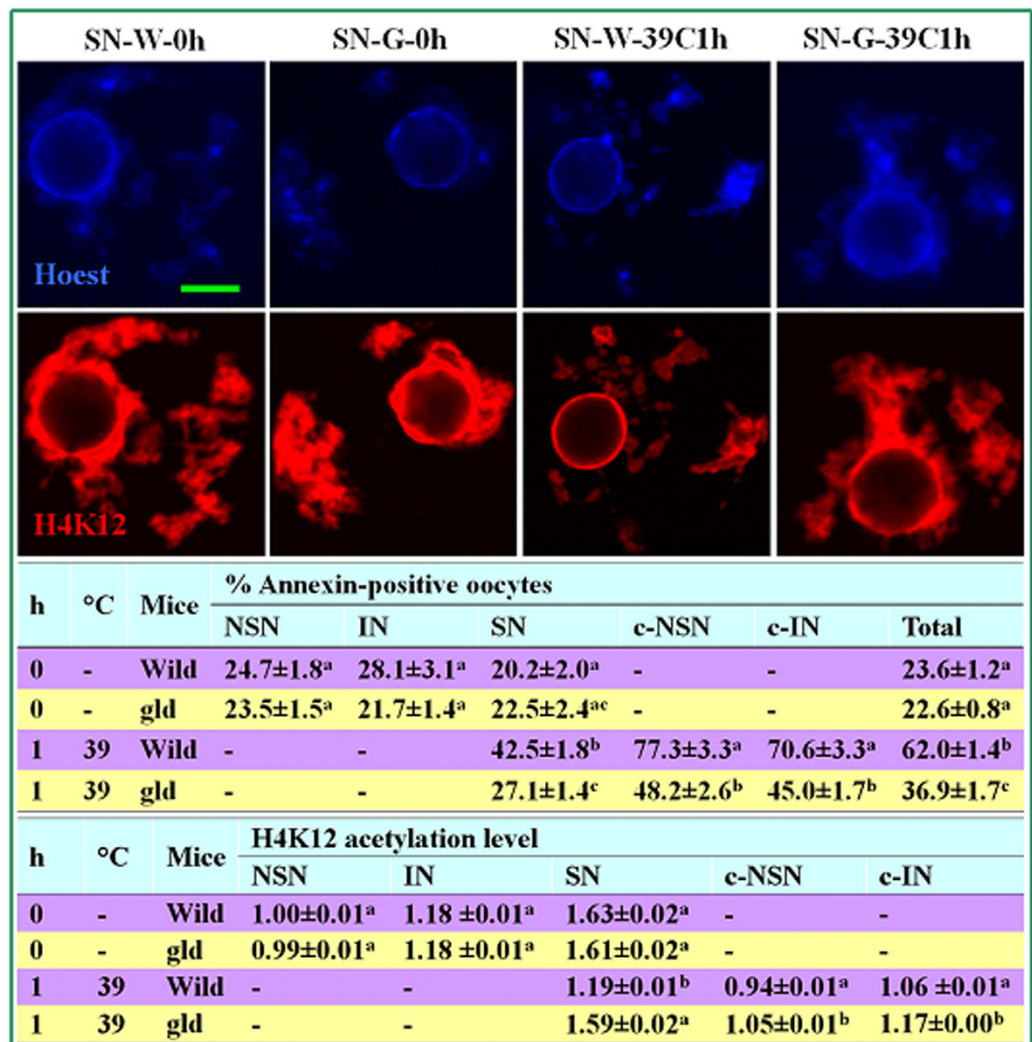 SN-W-0h SN-G-0h SN-W-39C1h SN-G-39C1h
Hoest
H4K12
h °C Mice % Annexin-positive oocytes
NSN IN SN c-NSN c-IN Total
0 - Wild 24.7±1.8ᵃ 28.1±3.1ᵃ 20.2±2.0ᵃ - - 23.6±1.2ᵃ
0 - gld 23.5±1.5ᵃ 21.7±1.4ᵃ 22.5±2.4ᵃᶜ - - 22.6±0.8ᵃ
1 39 Wild - - 42.5±1.8ᵇ 77.3±3.3ᵃ 70.6±3.3ᵃ 62.0±1.4ᵇ
1 39 gld - - 27.1±1.4ᶜ 48.2±2.6ᵇ 45.0±1.7ᵇ 36.9±1.7ᶜ
h °C Mice H4K12 acetylation level
NSN IN SN c-NSN c-IN
0 - Wild 1.00±0.01ᵃ 1.18 ±0.01ᵃ 1.63±0.02ᵃ - -
0 - gld 0.99±0.01ᵃ 1.18 ±0.01ᵃ 1.61±0.02ᵃ - -
1 39 Wild - - 1.19±0.01ᵇ 0.94±0.01ᵃ 1.06 ±0.01ᵃ
1 39 gld - - 1.59±0.02ᵃ 1.05±0.01ᵇ 1.17±0.00ᵇ